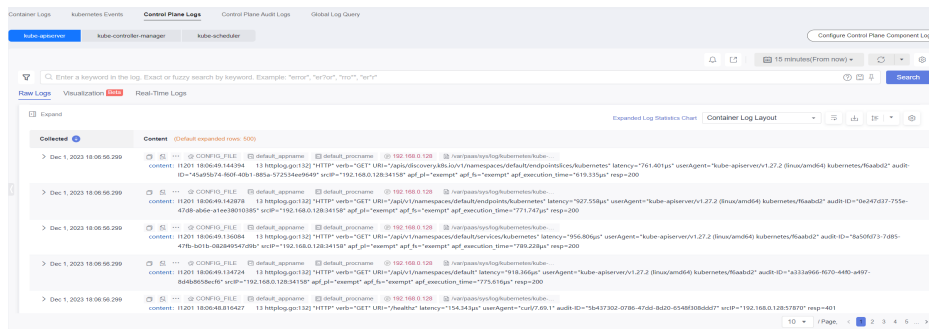 Container Logs kubernetes Events Control Plane Logs Control Plane Audit Logs Global Log Query
kube-apiserver kube-controller-manager kube-scheduler Configure Control Plane Component Log
15 minutes(From now)
Enter a keyword in the log. Exact or fuzzy search by keyword. Example: "error", "er?or", "rro*", "er*r" Search
Raw Logs Visualization Beta Real-Time Logs
Expand Expanded Log Statistics Chart Container Log Layout
Collected Content (Default expanded rows: 500)
Dec 1, 2023 18:06:56.299 CONFIG_FILE default_appname default_procname 192.168.0.128 /var/paas/sys/log/kubernetes/kube-...
content: I1201 18:06:49.144394 13 httplog.go:132] "HTTP" verb="GET" URI="/apis/discovery.k8s.io/v1/namespaces/default/endpointslices/kubernetes" latency="761.401µs" userAgent="kube-apiserver/v1.27.2 (linux/amd64) kubernetes/f6aabd2" audit-
ID="45a95b74-f60f-40b1-885a-572534ee9649" srcIP="192.168.0.128:34158" apf_pl="exempt" apf_fs="exempt" apf_execution_time="619.335µs" resp=200
Dec 1, 2023 18:06:56.299 CONFIG_FILE default_appname default_procname 192.168.0.128 /var/paas/sys/log/kubernetes/kube-...
content: I1201 18:06:49.142878 13 httplog.go:132] "HTTP" verb="GET" URI="/api/v1/namespaces/default/endpoints/kubernetes" latency="927.558µs" userAgent="kube-apiserver/v1.27.2 (linux/amd64) kubernetes/f6aabd2" audit-ID="0e247d37-755e-
47d8-ab6e-a1ee38010385" srcIP="192.168.0.128:34158" apf_pl="exempt" apf_fs="exempt" apf_execution_time="771.747µs" resp=200
Dec 1, 2023 18:06:56.299 CONFIG_FILE default_appname default_procname 192.168.0.128 /var/paas/sys/log/kubernetes/kube-...
content: I1201 18:06:49.136084 13 httplog.go:132] "HTTP" verb="GET" URI="/api/v1/namespaces/default/services/kubernetes" latency="956.806µs" userAgent="kube-apiserver/v1.27.2 (linux/amd64) kubernetes/f6aabd2" audit-ID="8a50fd73-7d85-
47fb-b01b-082849547d9b" srcIP="192.168.0.128:34158" apf_pl="exempt" apf_fs="exempt" apf_execution_time="789.228µs" resp=200
Dec 1, 2023 18:06:56.299 CONFIG_FILE default_appname default_procname 192.168.0.128 /var/paas/sys/log/kubernetes/kube-...
content: I1201 18:06:49.134724 13 httplog.go:132] "HTTP" verb="GET" URI="/api/v1/namespaces/default" latency="918.366µs" userAgent="kube-apiserver/v1.27.2 (linux/amd64) kubernetes/f6aabd2" audit-ID="a333a966-f670-44f0-a497-
8d4b8658ecf6" srcIP="192.168.0.128:34158" apf_pl="exempt" apf_fs="exempt" apf_execution_time="775.616µs" resp=200
Dec 1, 2023 18:06:56.299 CONFIG_FILE default_appname default_procname 192.168.0.128 /var/paas/sys/log/kubernetes/kube-...
content: I1201 18:06:48.816427 13 httplog.go:132] "HTTP" verb="GET" URI="/healthz" latency="154.343µs" userAgent="curl/7.69.1" audit-ID="5b437302-0786-47dd-8d20-6548f308ddd7" srcIP="192.168.0.128:57870" resp=401
10 / Page, 1 2 3 4 5 ...